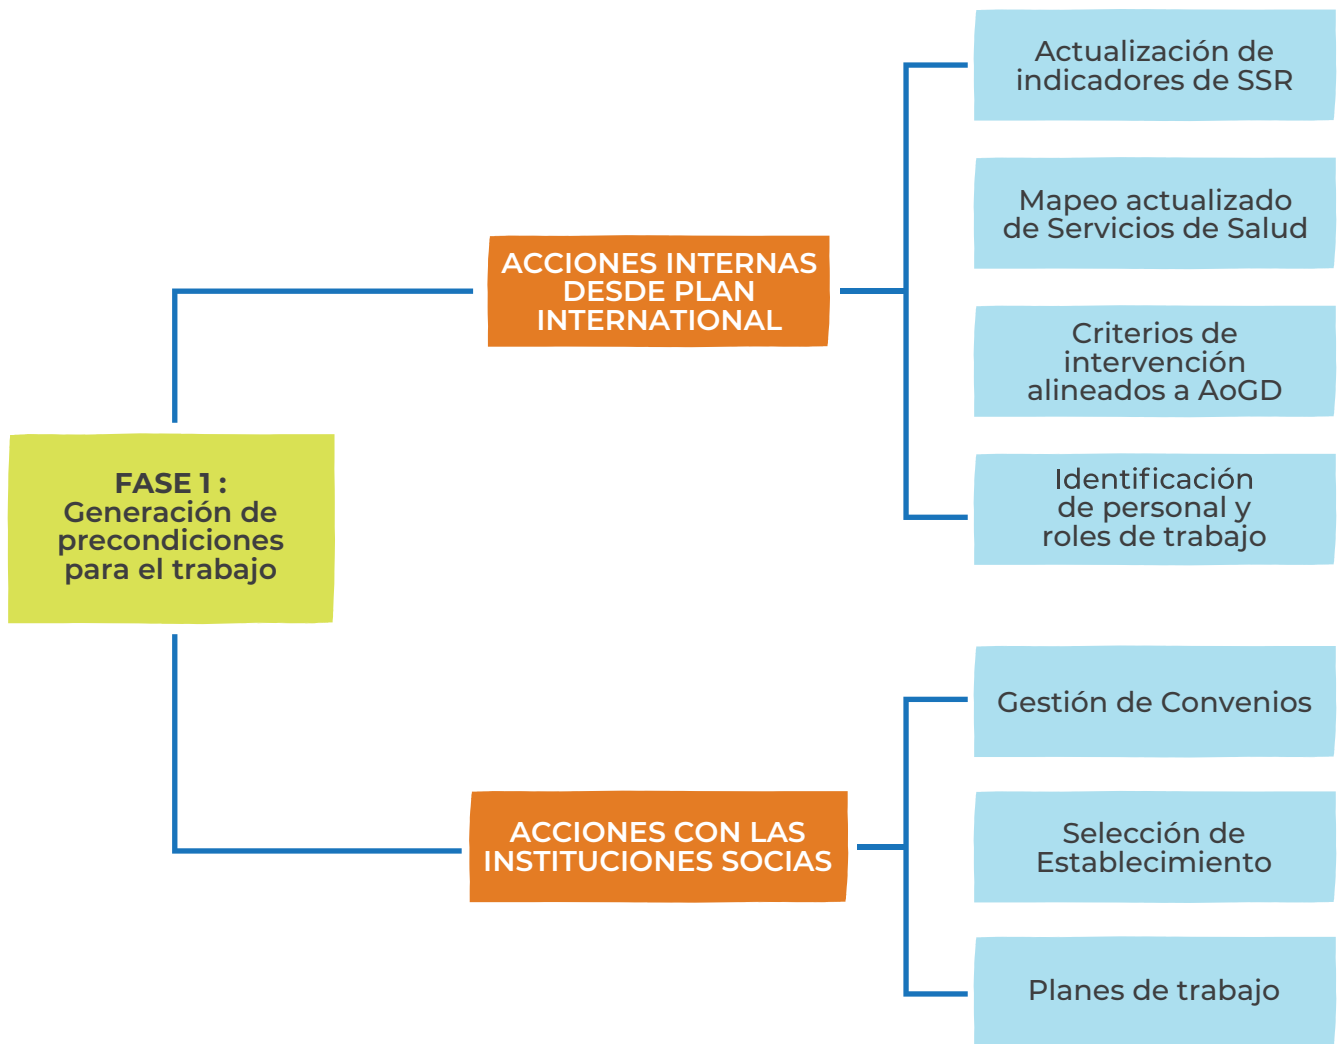 FASE 1 :
Generación de
precondiciones
para el trabajo
ACCIONES INTERNAS
DESDE PLAN
INTERNATIONAL
Actualización de
indicadores de SSR
Mapeo actualizado
de Servicios de Salud
Criterios de
intervención
alineados a AoGD
Identificación
de personal y
roles de trabajo
ACCIONES CON LAS
INSTITUCIONES SOCIAS
Gestión de Convenios
Selección de
Establecimiento
Planes de trabajo